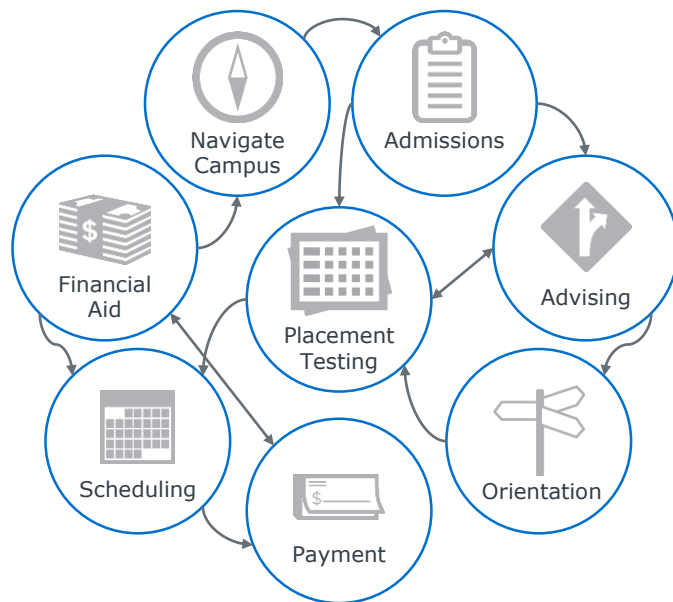 Navigate
Campus
Admissions
$
Financial
Aid
Placement
Testing
Advising
Scheduling
$
Payment
Orientation